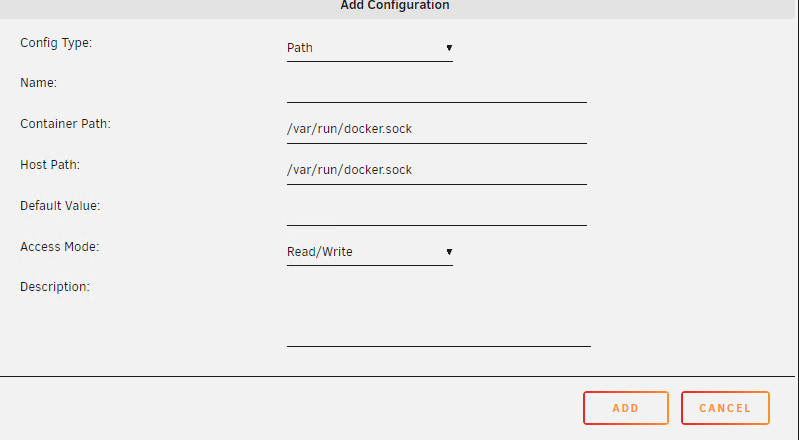 Add Configuration
Config Type:
Path
Name:
Container Path:
/var/run/docker.sock
Host Path:
/var/run/docker.sock
Default Value:
Access Mode:
Read/Write
Description:
ADD
CANCEL